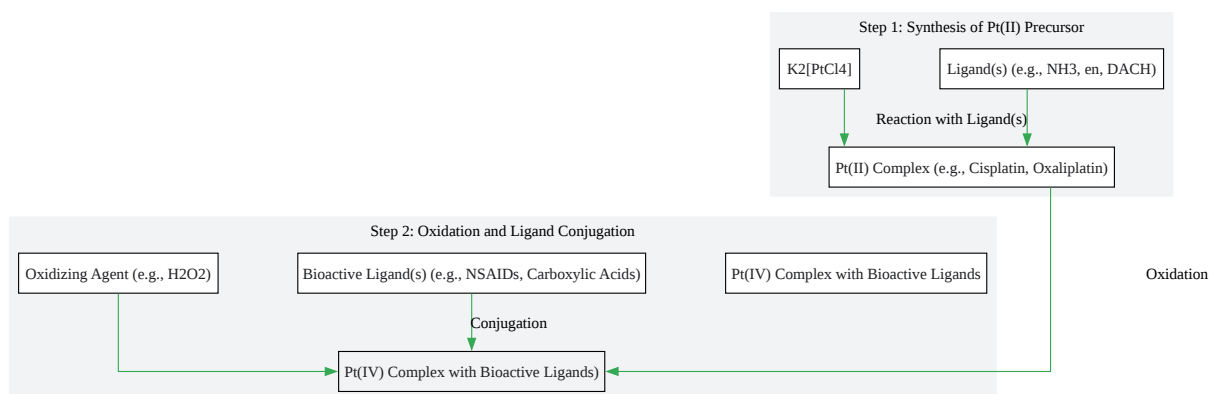 Step 1: Synthesis of Pt(II) Precursor
K2[PtCl4]
Ligand(s) (e.g., NH3, en, DACH)
Reaction with Ligand(s)
Pt(II) Complex (e.g., Cisplatin, Oxaliplatin)
Step 2: Oxidation and Ligand Conjugation
Oxidizing Agent (e.g., H2O2)
Bioactive Ligand(s) (e.g., NSAIDs, Carboxylic Acids)
Pt(IV) Complex with Bioactive Ligands
Oxidation
Conjugation
Pt(IV) Complex with Bioactive Ligands)